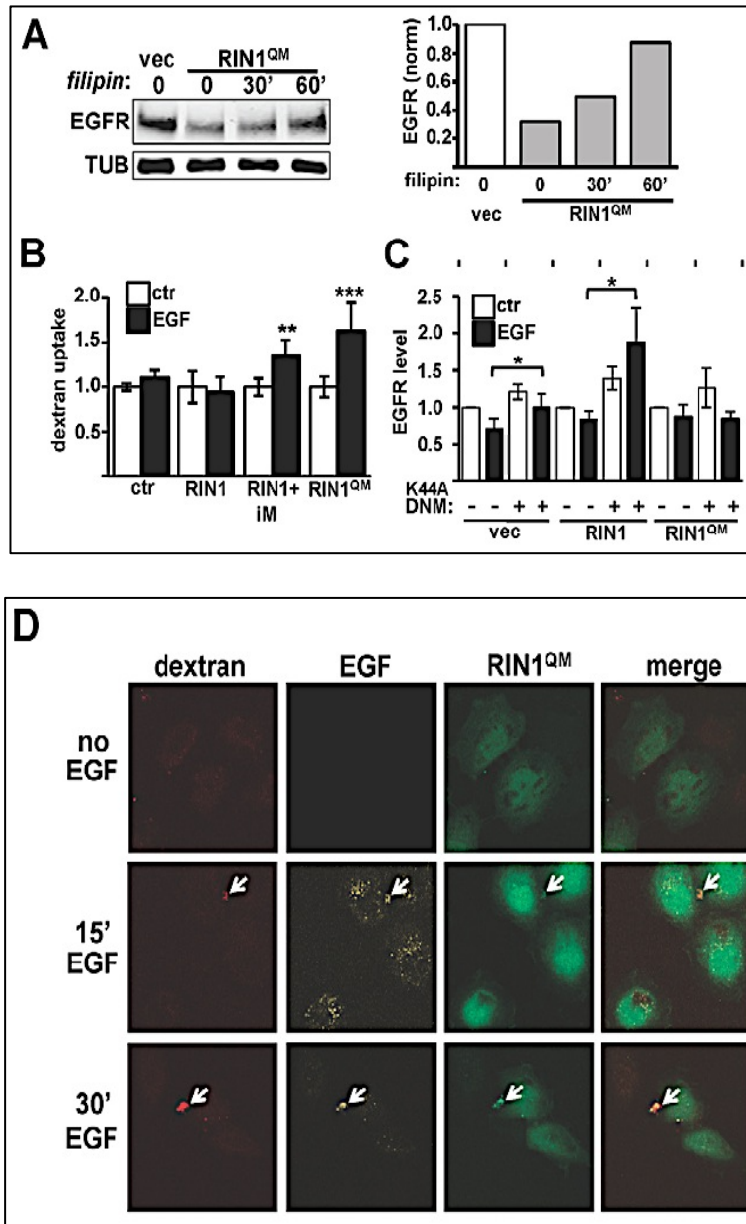 A
vec RIN1QM
filipin: 0 0 30' 60'
EGFR
TUB
EGFR (norm)
1.0
0.8
0.6
0.4
0.2
filipin: 0 0 30' 60'
vec RIN1QM
B
dextran uptake
2.0
1.5
1.0
0.5
ctr
EGF
** ***
ctr RIN1 RIN1+ RIN1QM
iM
C
EGFR level
2.5
2.0
1.5
1.0
0.5
ctr
EGF
* *
K44A
DNM: - - + + - - + + - - + +
vec RIN1 RIN1QM
D
dextran EGF RIN1QM merge
no
EGF
15'
EGF
30'
EGF